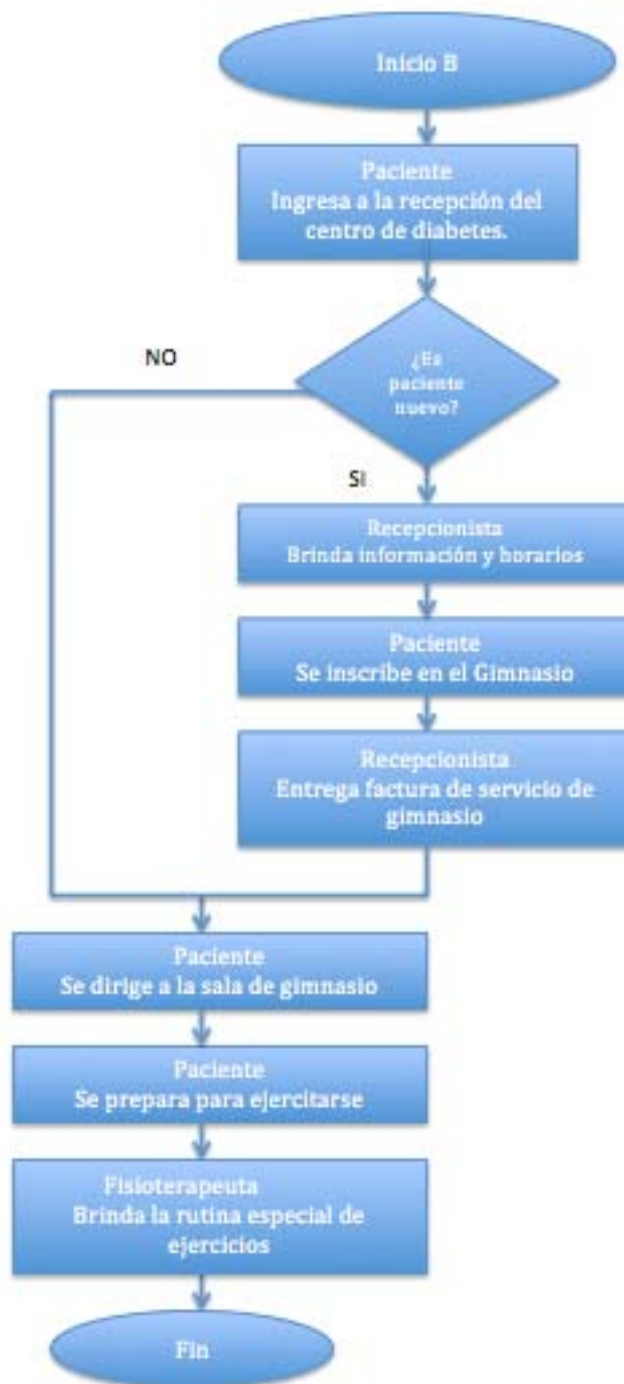 Inicio B
Paciente
Ingresa a la recepción del
centro de diabetes.
¿Es
paciente
nuevo?
NO
SI
Recepcionista
Brinda información y horarios
Paciente
Se inscribe en el Gimnasio
Recepcionista
Entrega factura de servicio de
gimnasio
Paciente
Se dirige a la sala de gimnasio
Paciente
Se prepara para ejercitarse
Fisioterapeuta
Brinda la rutina especial de
ejercicios
Fin